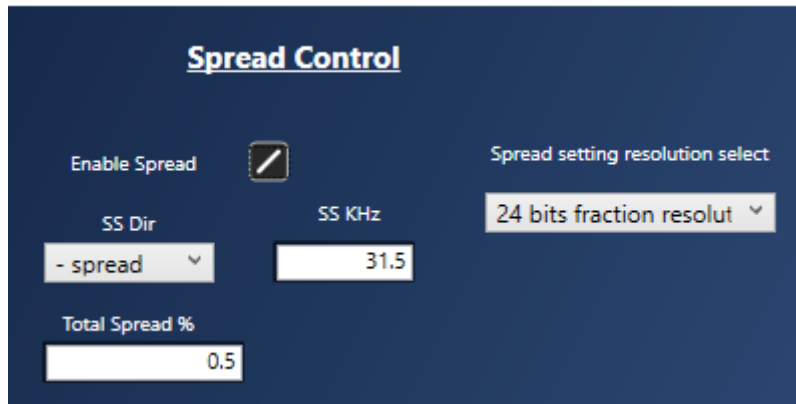 Spread Control
Enable Spread
Spread setting resolution select
SS Dir
SS KHz
24 bits fraction resolut
- spread
31.5
Total Spread %
0.5